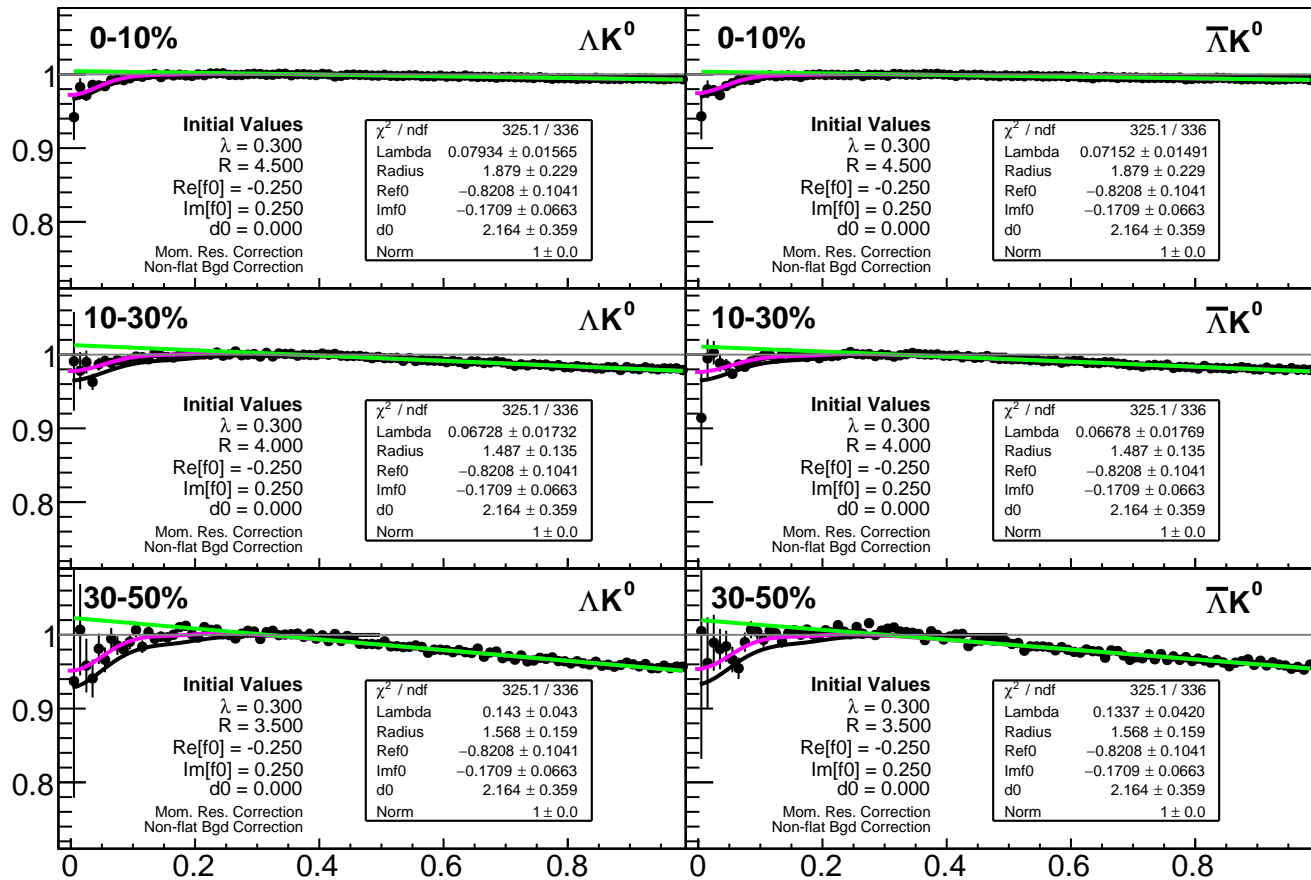 0-10% ΛK⁰
Initial Values
λ = 0.300
R = 4.500
Re[f0] = -0.250
Im[f0] = 0.250
d0 = 0.000
Mom. Res. Correction
Non-flat Bgd Correction
χ² / ndf 325.1 / 336
Lambda 0.07934 ± 0.01565
Radius 1.879 ± 0.229
Ref0 −0.8208 ± 0.1041
Imf0 −0.1709 ± 0.0663
d0 2.164 ± 0.359
Norm 1 ± 0.0
1
0.9
0.8
0-10% Λ̅K⁰
Initial Values
λ = 0.300
R = 4.500
Re[f0] = -0.250
Im[f0] = 0.250
d0 = 0.000
Mom. Res. Correction
Non-flat Bgd Correction
χ² / ndf 325.1 / 336
Lambda 0.07152 ± 0.01491
Radius 1.879 ± 0.229
Ref0 −0.8208 ± 0.1041
Imf0 −0.1709 ± 0.0663
d0 2.164 ± 0.359
Norm 1 ± 0.0
10-30% ΛK⁰
Initial Values
λ = 0.300
R = 4.000
Re[f0] = -0.250
Im[f0] = 0.250
d0 = 0.000
Mom. Res. Correction
Non-flat Bgd Correction
χ² / ndf 325.1 / 336
Lambda 0.06728 ± 0.01732
Radius 1.487 ± 0.135
Ref0 −0.8208 ± 0.1041
Imf0 −0.1709 ± 0.0663
d0 2.164 ± 0.359
Norm 1 ± 0.0
1
0.9
0.8
10-30% Λ̅K⁰
Initial Values
λ = 0.300
R = 4.000
Re[f0] = -0.250
Im[f0] = 0.250
d0 = 0.000
Mom. Res. Correction
Non-flat Bgd Correction
χ² / ndf 325.1 / 336
Lambda 0.06678 ± 0.01769
Radius 1.487 ± 0.135
Ref0 −0.8208 ± 0.1041
Imf0 −0.1709 ± 0.0663
d0 2.164 ± 0.359
Norm 1 ± 0.0
30-50% ΛK⁰
Initial Values
λ = 0.300
R = 3.500
Re[f0] = -0.250
Im[f0] = 0.250
d0 = 0.000
Mom. Res. Correction
Non-flat Bgd Correction
χ² / ndf 325.1 / 336
Lambda 0.143 ± 0.043
Radius 1.568 ± 0.159
Ref0 −0.8208 ± 0.1041
Imf0 −0.1709 ± 0.0663
d0 2.164 ± 0.359
Norm 1 ± 0.0
1
0.9
0.8
30-50% Λ̅K⁰
Initial Values
λ = 0.300
R = 3.500
Re[f0] = -0.250
Im[f0] = 0.250
d0 = 0.000
Mom. Res. Correction
Non-flat Bgd Correction
χ² / ndf 325.1 / 336
Lambda 0.1337 ± 0.0420
Radius 1.568 ± 0.159
Ref0 −0.8208 ± 0.1041
Imf0 −0.1709 ± 0.0663
d0 2.164 ± 0.359
Norm 1 ± 0.0
0 0.2 0.4 0.6 0.8 0 0.2 0.4 0.6 0.8